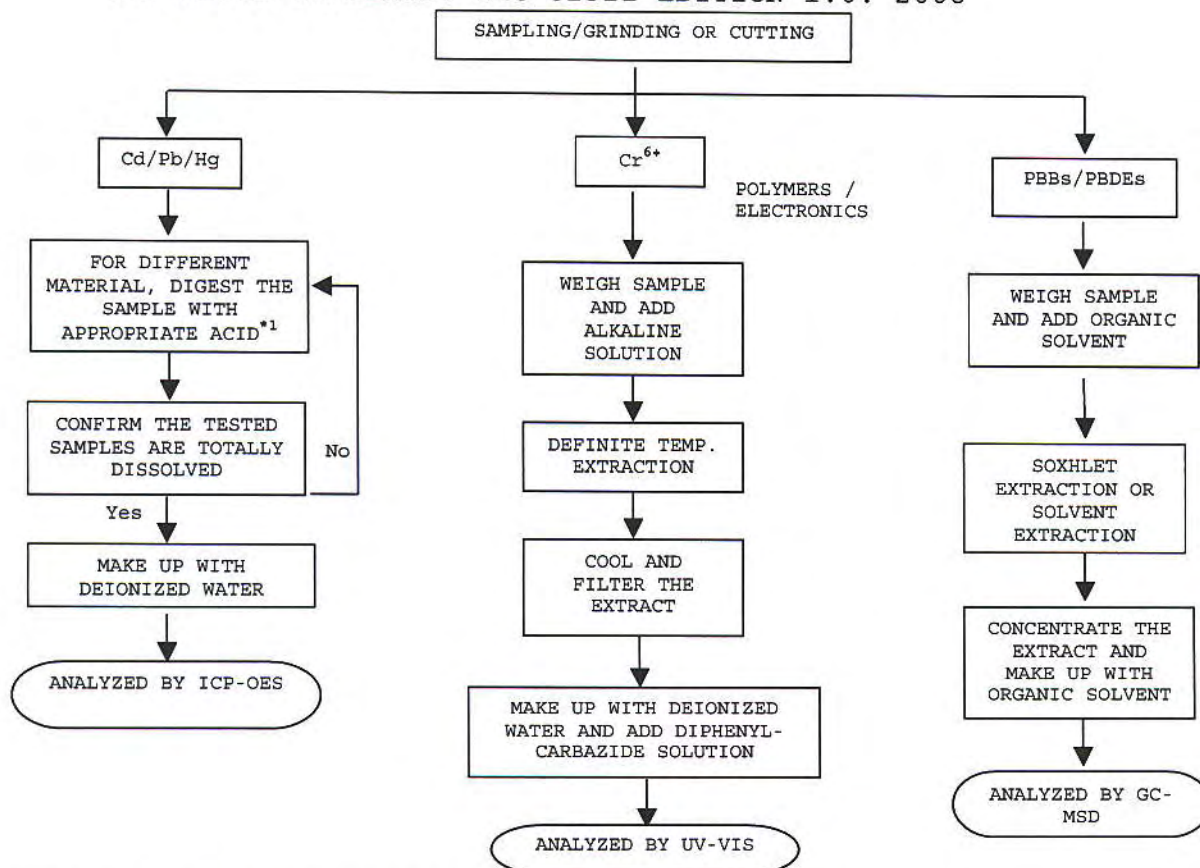 SAMPLING/GRINDING OR CUTTING
Cd/Pb/Hg
FOR DIFFERENT
MATERIAL, DIGEST THE
SAMPLE WITH
APPROPRIATE ACID*1
CONFIRM THE TESTED
SAMPLES ARE TOTALLY
DISSOLVED
No
Yes
MAKE UP WITH
DEIONIZED WATER
ANALYZED BY ICP-OES
Cr6+
POLYMERS /
ELECTRONICS
WEIGH SAMPLE
AND ADD
ALKALINE
SOLUTION
DEFINITE TEMP.
EXTRACTION
COOL AND
FILTER THE
EXTRACT
MAKE UP WITH DEIONIZED
WATER AND ADD DIPHENYL-
CARBAZIDE SOLUTION
ANALYZED BY UV-VIS
PBBs/PBDEs
WEIGH SAMPLE
AND ADD ORGANIC
SOLVENT
SOXHLET
EXTRACTION OR
SOLVENT
EXTRACTION
CONCENTRATE THE
EXTRACT AND
MAKE UP WITH
ORGANIC SOLVENT
ANALYZED BY GC-
MSD